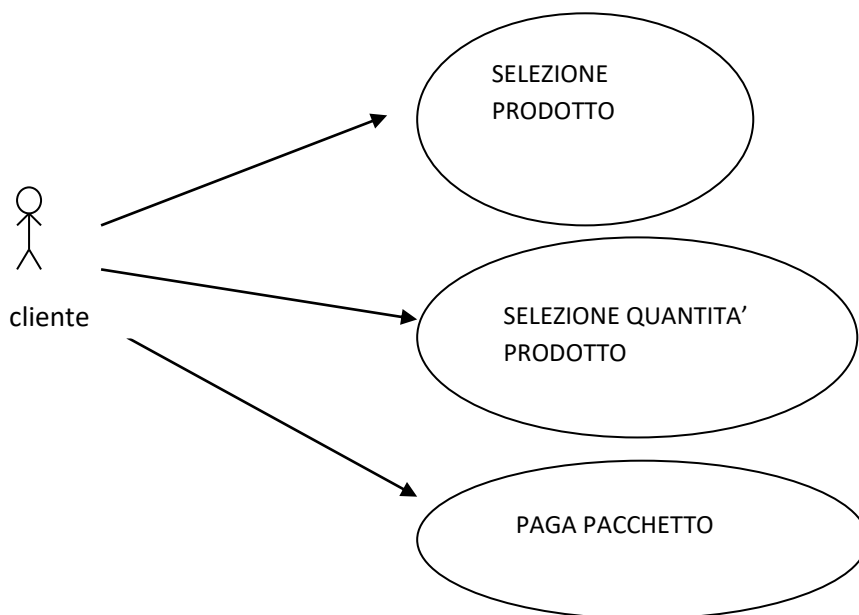 SELEZIONE
PRODOTTO
cliente
SELEZIONE QUANTITA’
PRODOTTO
PAGA PACCHETTO